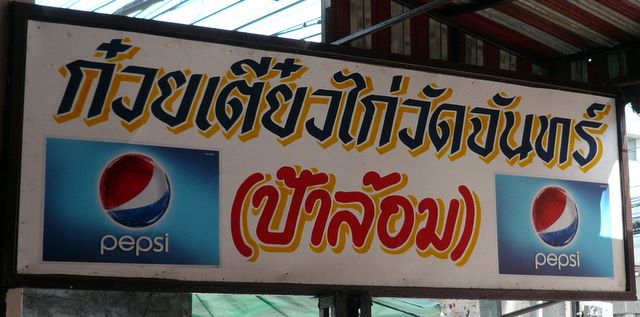 ก๋วยเตี๋ยวไก่วัดจันทร์
(ป้าล้อม)
pepsi
pepsi